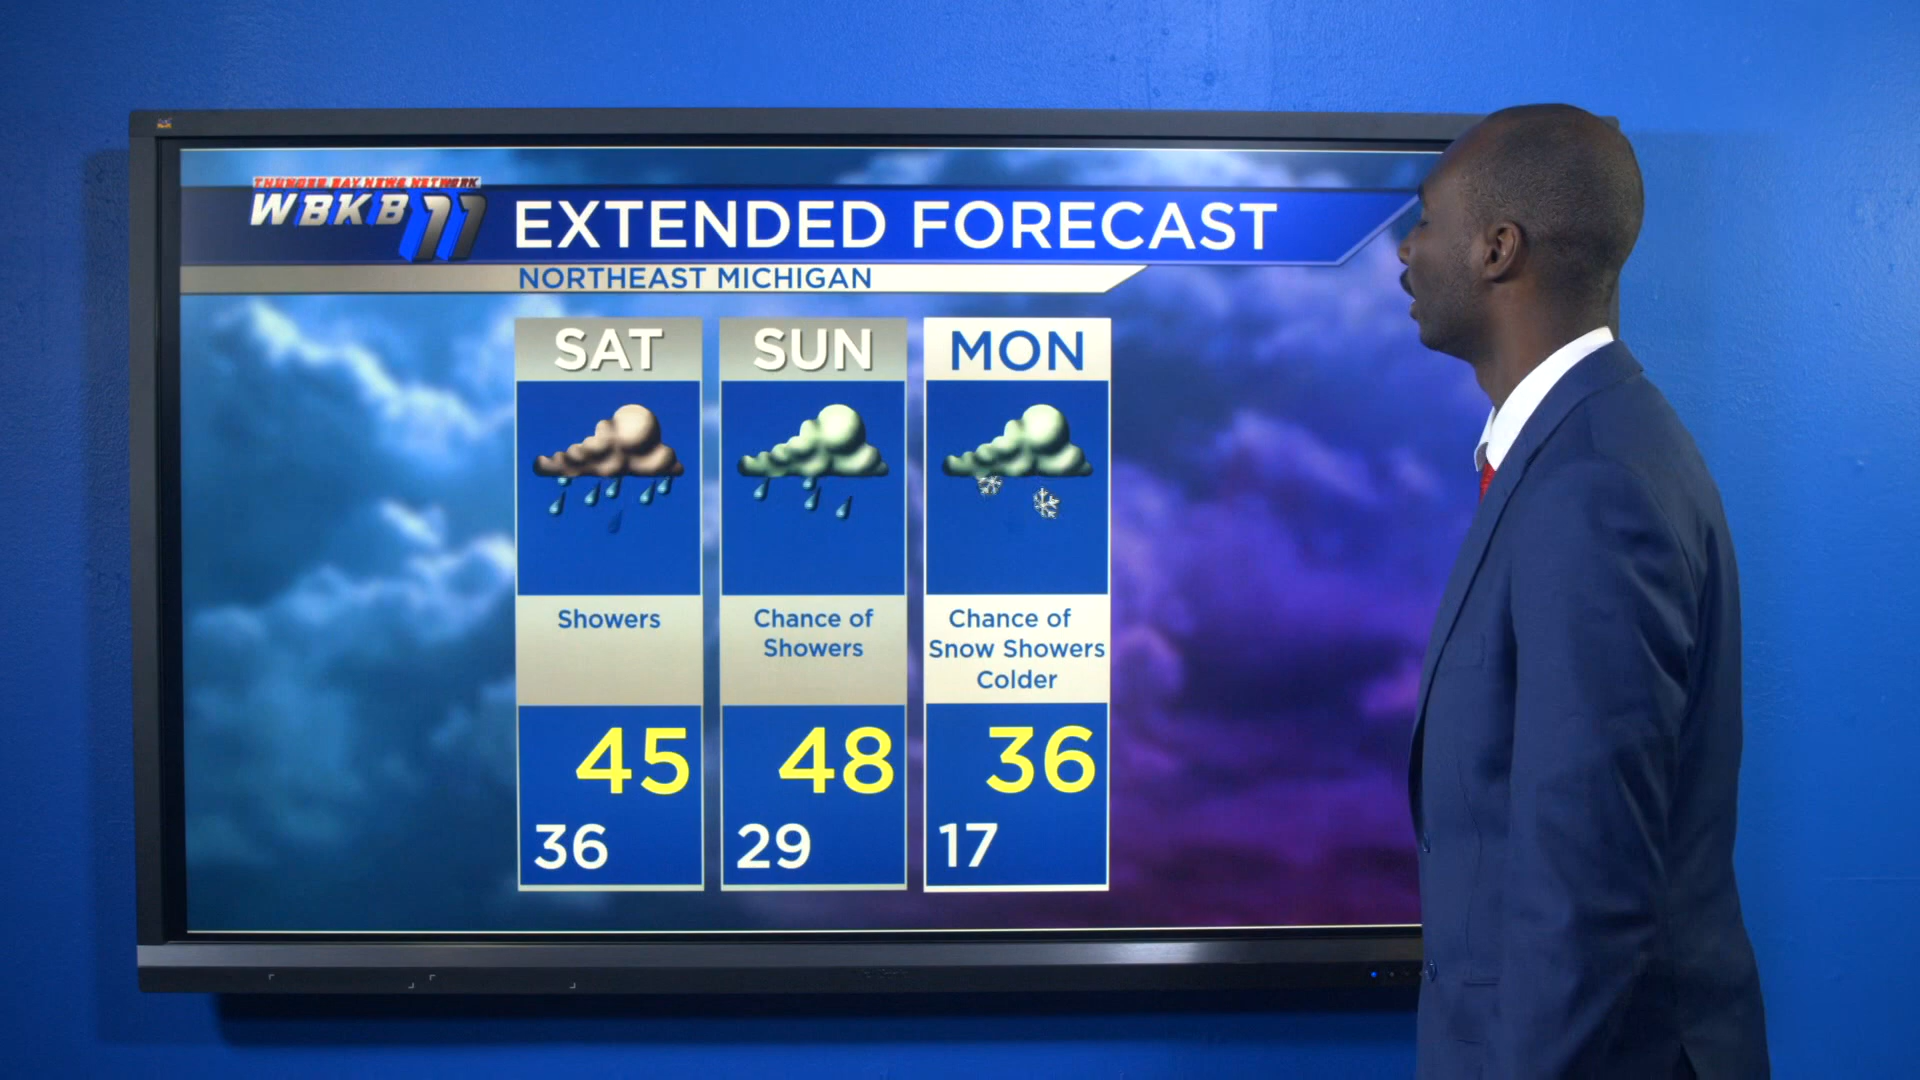 THUNDER BAY NEWS NETWORK
WBKB 11
EXTENDED FORECAST
NORTHEAST MICHIGAN
SAT
SUN
MON
Showers
Chance of
Showers
Chance of
Snow Showers
Colder
45
48
36
36
29
17